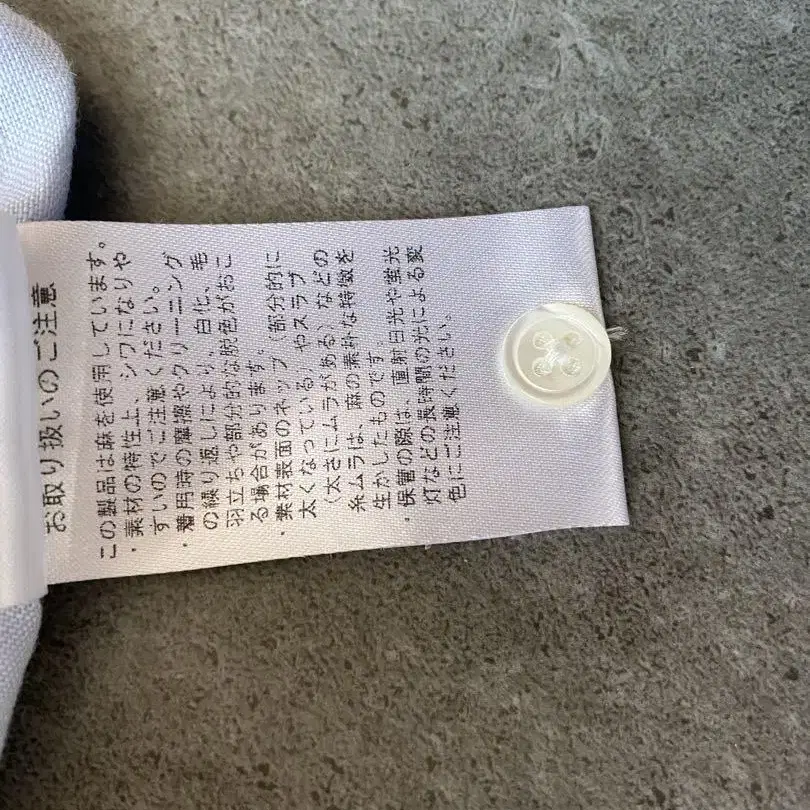 お取り扱いのご注意
この製品は麻を使用しています。
・素材の特性上、シワになりや
すいのでご注意ください。
・着用時の摩擦やクリーニング
の繰り返しにより、白化、毛
羽立ちや部分的な脱色がおこ
る場合があります。
・素材表面のネップ（部分的に
太くなっている）やスラブ
（太さにムラがある）などの
糸ムラは、麻の素朴な特徴を
生かしたものです。
・保管の際は、直射日光や蛍光
灯などの長時間の光による変
色にご注意ください。